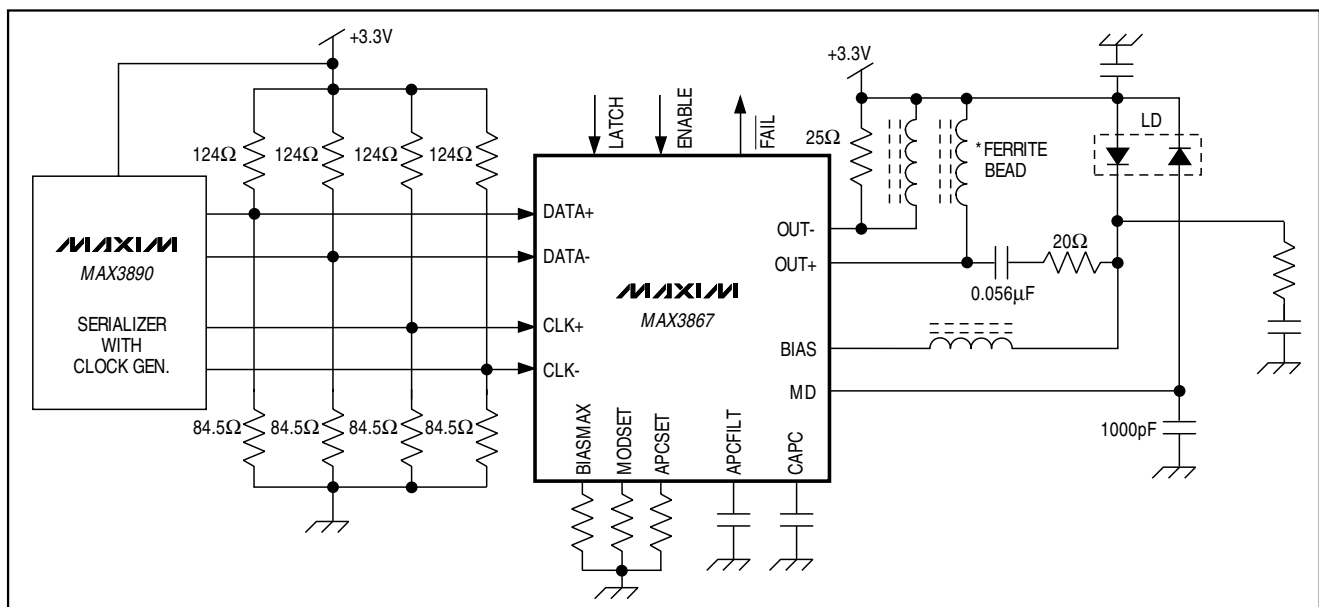 +3.3V
124Ω
124Ω
124Ω
124Ω
84.5Ω
84.5Ω
84.5Ω
84.5Ω
MAXIM
MAX3890
SERIALIZER
WITH
CLOCK GEN.
LATCH
ENABLE
FAIL
DATA+
DATA-
CLK+
CLK-
MAXIM
MAX3867
OUT-
OUT+
BIAS
MD
BIASMAX
MODSET
APCSET
APCFILT
CAPC
+3.3V
25Ω
*FERRITE
BEAD
LD
20Ω
0.056μF
1000pF